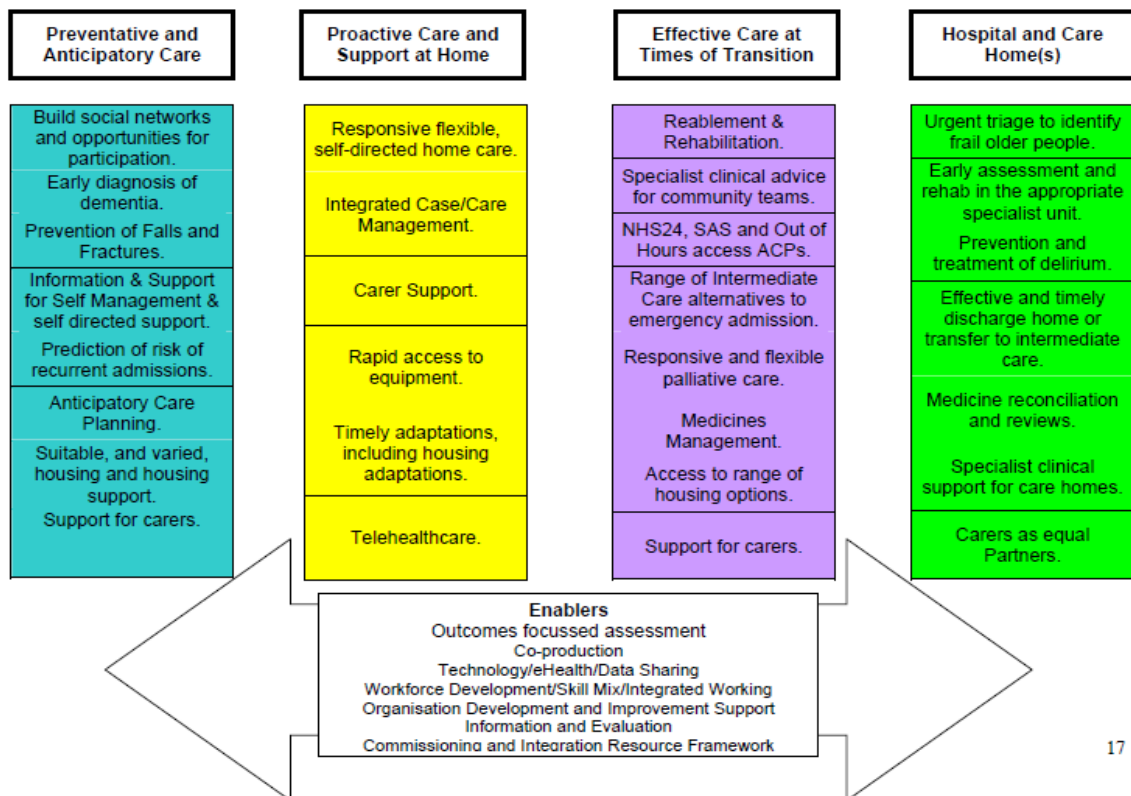 Preventative and
Anticipatory Care
Proactive Care and
Support at Home
Effective Care at
Times of Transition
Hospital and Care
Home(s)
Build social networks
and opportunities for
participation.
Early diagnosis of
dementia.
Prevention of Falls and
Fractures.
Information & Support
for Self Management &
self directed support.
Prediction of risk of
recurrent admissions.
Anticipatory Care
Planning.
Suitable, and varied,
housing and housing
support.
Support for carers.
Responsive flexible,
self-directed home care.
Integrated Case/Care
Management.
Carer Support.
Rapid access to
equipment.
Timely adaptations,
including housing
adaptations.
Telehealthcare.
Reablement &
Rehabilitation.
Specialist clinical advice
for community teams.
NHS24, SAS and Out of
Hours access ACPs.
Range of Intermediate
Care alternatives to
emergency admission.
Responsive and flexible
palliative care.
Medicines
Management.
Access to range of
housing options.
Support for carers.
Urgent triage to identify
frail older people.
Early assessment and
rehab in the appropriate
specialist unit.
Prevention and
treatment of delirium.
Effective and timely
discharge home or
transfer to intermediate
care.
Medicine reconciliation
and reviews.
Specialist clinical
support for care homes.
Carers as equal
Partners.
Enablers
Outcomes focussed assessment
Co-production
Technology/eHealth/Data Sharing
Workforce Development/Skill Mix/Integrated Working
Organisation Development and Improvement Support
Information and Evaluation
Commissioning and Integration Resource Framework
17